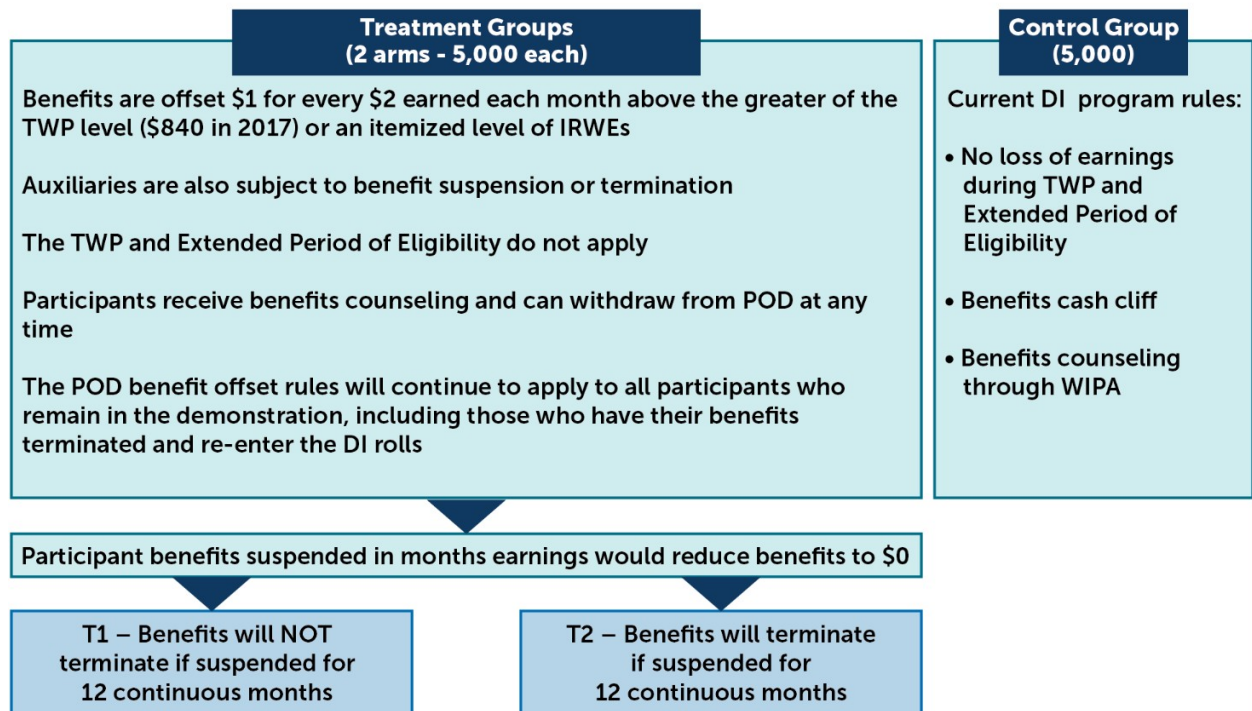 Treatment Groups
(2 arms - 5,000 each)
Benefits are offset $1 for every $2 earned each month above the greater of the
TWP level ($840 in 2017) or an itemized level of IRWEs
Auxiliaries are also subject to benefit suspension or termination
The TWP and Extended Period of Eligibility do not apply
Participants receive benefits counseling and can withdraw from POD at any
time
The POD benefit offset rules will continue to apply to all participants who
remain in the demonstration, including those who have their benefits
terminated and re-enter the DI rolls
Control Group
(5,000)
Current DI program rules:
• No loss of earnings
during TWP and
Extended Period of
Eligibility
• Benefits cash cliff
• Benefits counseling
through WIPA
Participant benefits suspended in months earnings would reduce benefits to $0
T1 – Benefits will NOT
terminate if suspended for
12 continuous months
T2 – Benefits will terminate
if suspended for
12 continuous months